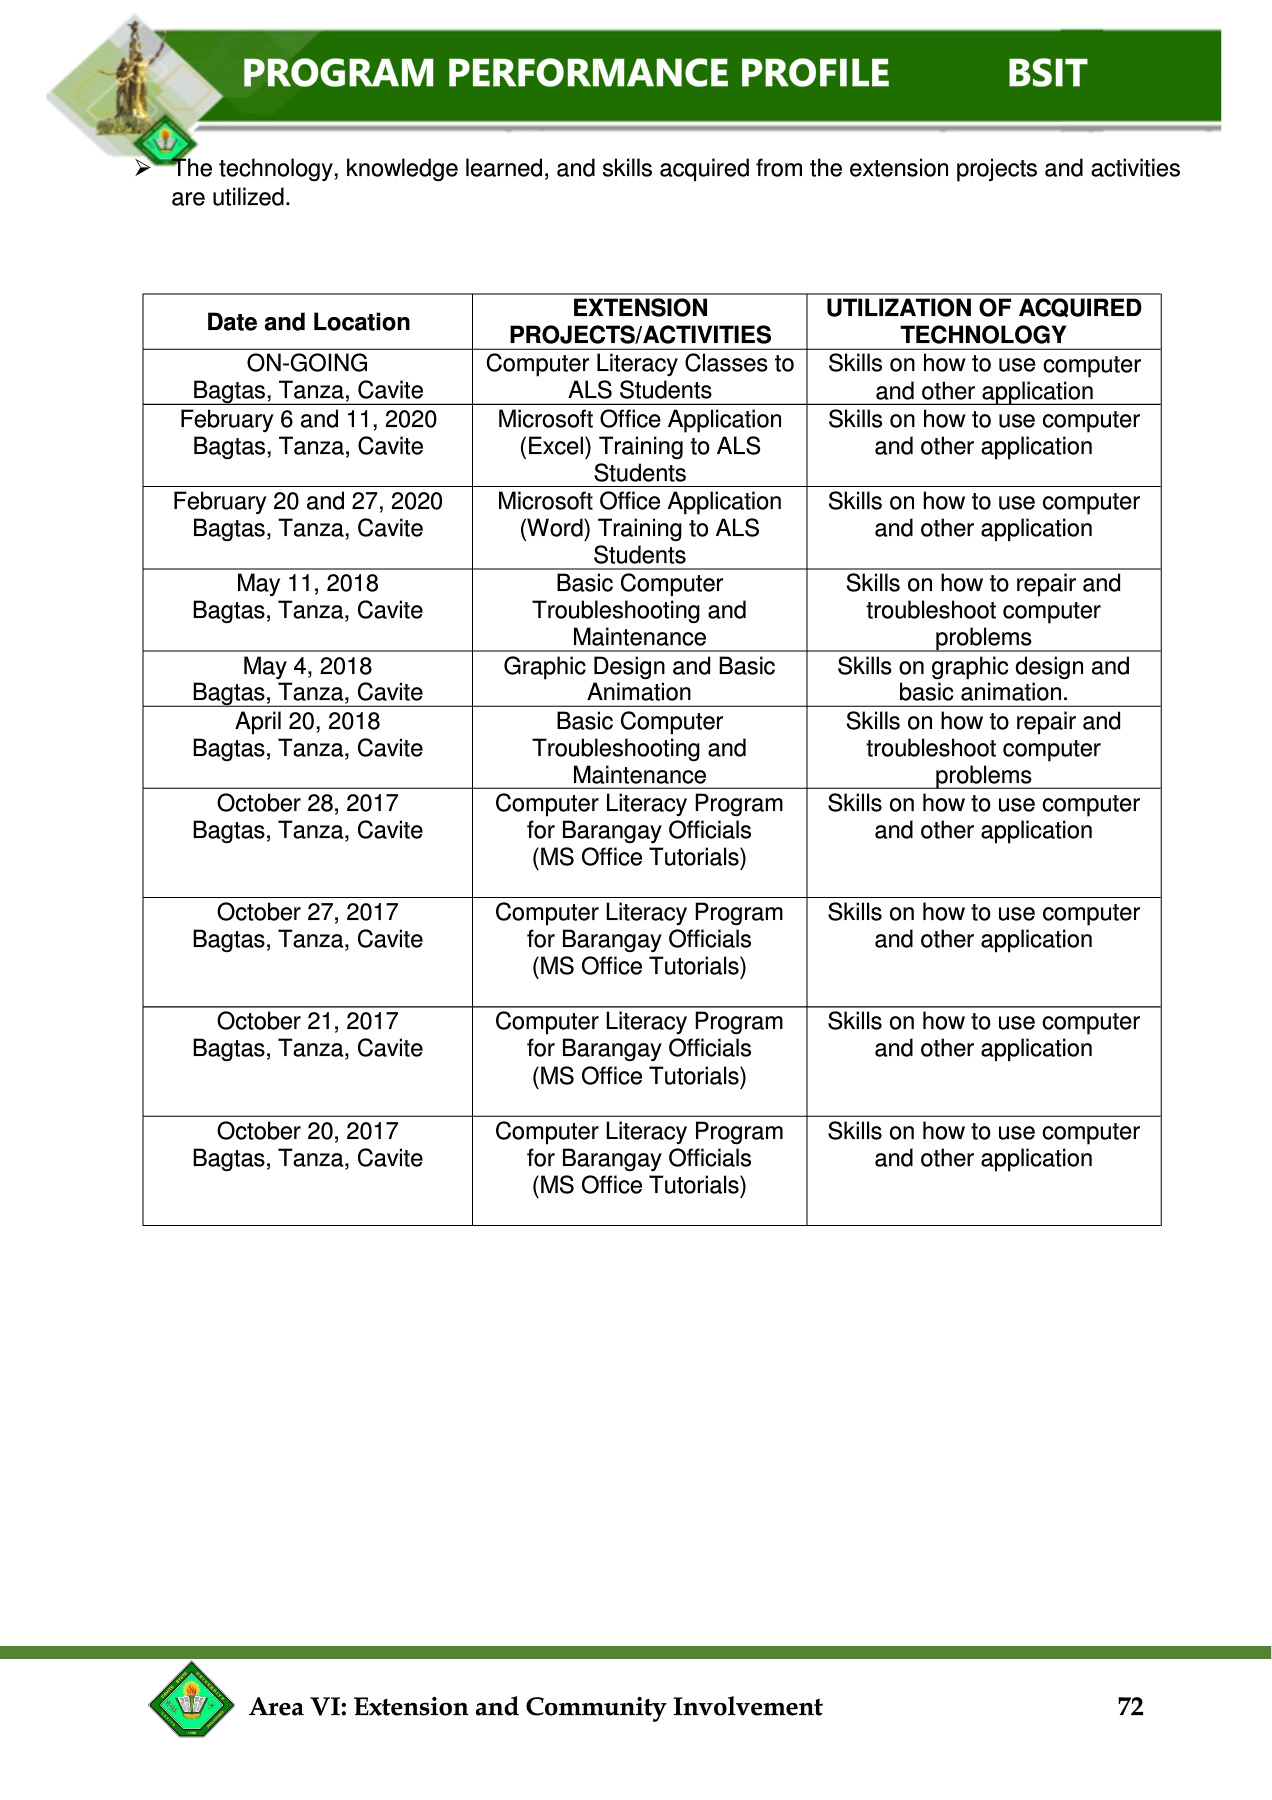 PROGRAM PERFORMANCE PROFILE BSIT
➢ The technology, knowledge learned, and skills acquired from the extension projects and activities
are utilized.
Date and Location
EXTENSION
PROJECTS/ACTIVITIES
UTILIZATION OF ACQUIRED
TECHNOLOGY
ON-GOING
Bagtas, Tanza, Cavite
Computer Literacy Classes to
ALS Students
Skills on how to use computer
and other application
February 6 and 11, 2020
Bagtas, Tanza, Cavite
Microsoft Office Application
(Excel) Training to ALS
Students
Skills on how to use computer
and other application
February 20 and 27, 2020
Bagtas, Tanza, Cavite
Microsoft Office Application
(Word) Training to ALS
Students
Skills on how to use computer
and other application
May 11, 2018
Bagtas, Tanza, Cavite
Basic Computer
Troubleshooting and
Maintenance
Skills on how to repair and
troubleshoot computer
problems
May 4, 2018
Bagtas, Tanza, Cavite
Graphic Design and Basic
Animation
Skills on graphic design and
basic animation.
April 20, 2018
Bagtas, Tanza, Cavite
Basic Computer
Troubleshooting and
Maintenance
Skills on how to repair and
troubleshoot computer
problems
October 28, 2017
Bagtas, Tanza, Cavite
Computer Literacy Program
for Barangay Officials
(MS Office Tutorials)
Skills on how to use computer
and other application
October 27, 2017
Bagtas, Tanza, Cavite
Computer Literacy Program
for Barangay Officials
(MS Office Tutorials)
Skills on how to use computer
and other application
October 21, 2017
Bagtas, Tanza, Cavite
Computer Literacy Program
for Barangay Officials
(MS Office Tutorials)
Skills on how to use computer
and other application
October 20, 2017
Bagtas, Tanza, Cavite
Computer Literacy Program
for Barangay Officials
(MS Office Tutorials)
Skills on how to use computer
and other application
Area VI: Extension and Community Involvement 72